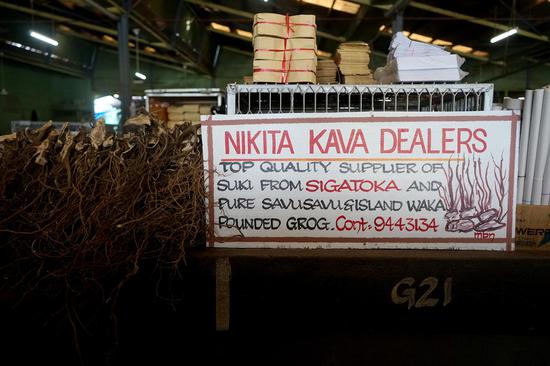 NIKITA KAVA DEALERS
TOP QUALITY SUPPLIER OF
SUKI FROM SIGATOKA AND
PURE SAVUSAVU & ISLAND WAKA
POUNDED GROG. Cont: 9443134
G21